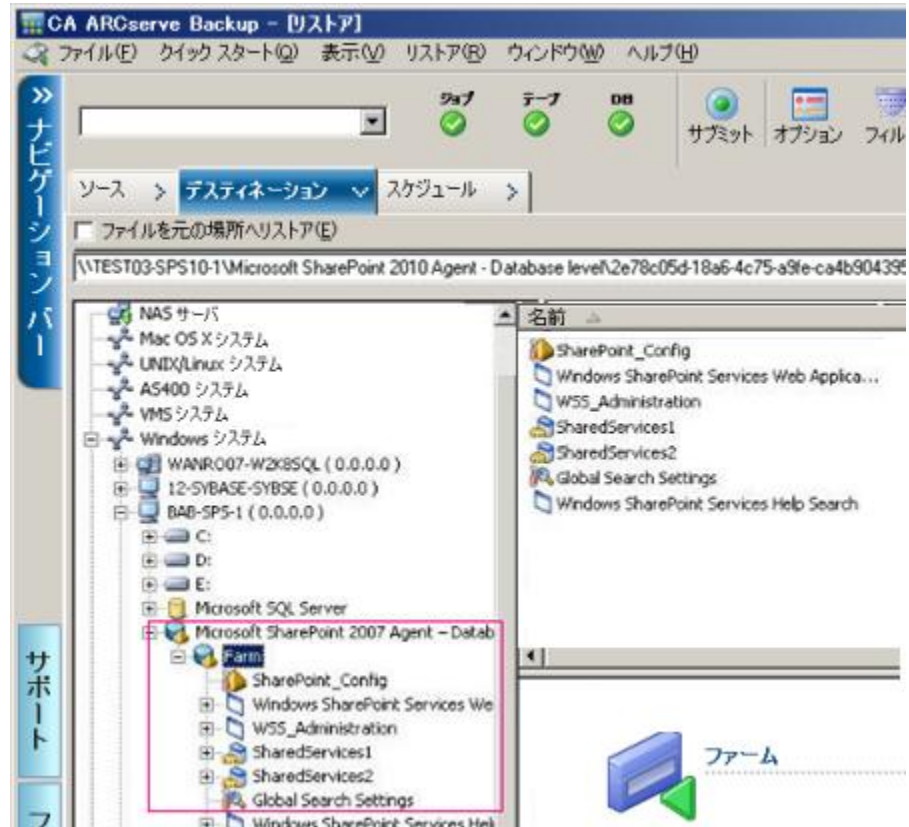 CA ARCserve Backup - [リストア]
ファイル(F) クイック スタート(Q) 表示(V) リストア(R) ウィンドウ(W) ヘルプ(H)
ジョブ テープ DB
サブミット オプション フィル
ナビゲーション バー
ソース デスティネーション スケジュール
ファイルを元の場所へリストア(E)
\\TEST03-SPS10-1\Microsoft SharePoint 2010 Agent - Database level\2e78c05d-18a6-4c75-a9fe-ca4b904395
NAS サーバ
Mac OS X システム
UNIX/Linux システム
AS400 システム
VMS システム
Windows システム
WANRO07-W2K8SQL ( 0.0.0.0 )
12-SYBASE-SYBSE ( 0.0.0.0 )
BAB-SPS-1 ( 0.0.0.0 )
C:
D:
E:
Microsoft SQL Server
Microsoft SharePoint 2007 Agent – Datab
Farm
SharePoint_Config
Windows SharePoint Services We
WSS_Administration
SharedServices1
SharedServices2
Global Search Settings
Windows SharePoint Services Hel
名前
SharePoint_Config
Windows SharePoint Services Web Applica...
WSS_Administration
SharedServices1
SharedServices2
Global Search Settings
Windows SharePoint Services Help Search
ファーム
サポート
フ